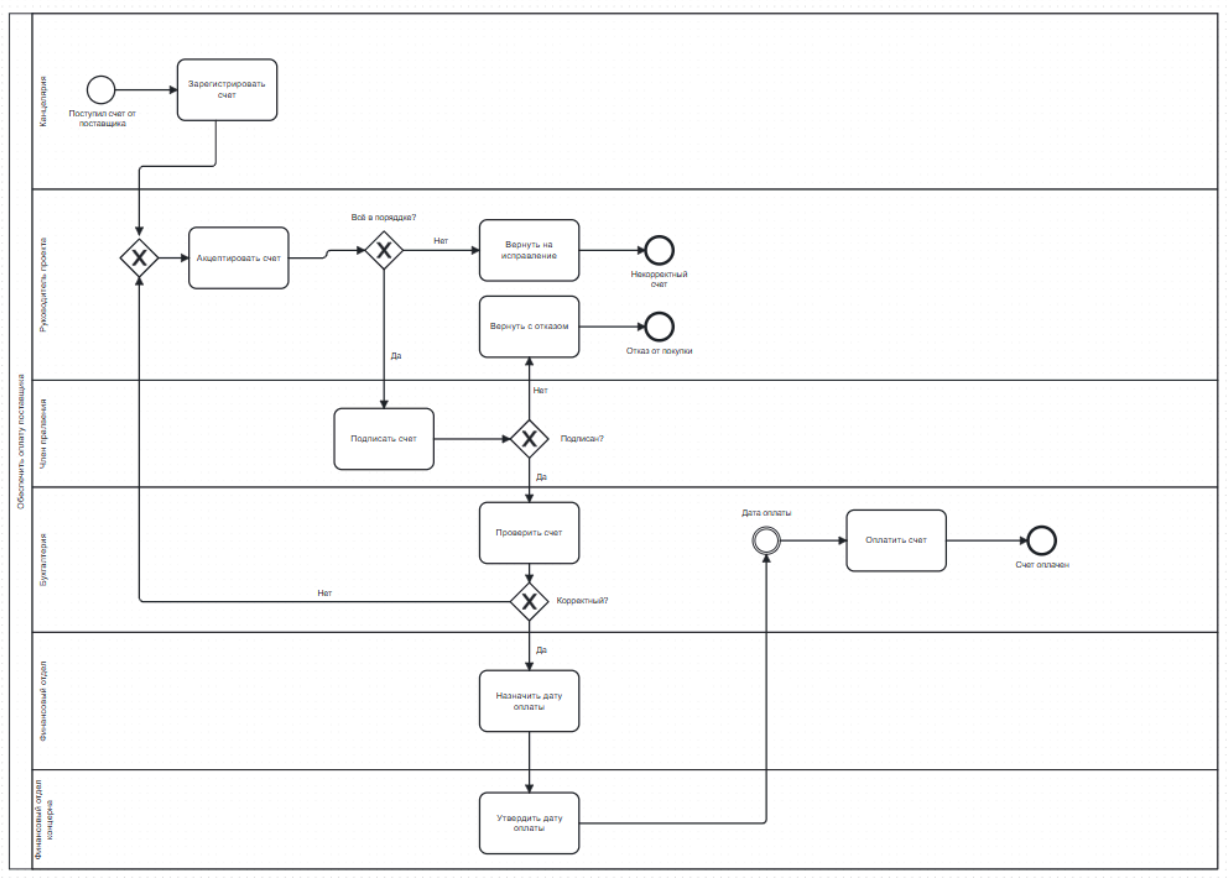 Обеспечить оплату поставщика
Канцелярия
Поступил счет от
поставщика
Зарегистрировать
счет
Руководитель проекта
Акцептировать счет
Всё в порядке?
Нет
Вернуть на
исправление
Некорректный
счет
Вернуть с отказом
Отказ от покупки
Да
Член правления
Нет
Подписать счет
Подписан?
Да
Бухгалтерия
Проверить счет
Дата оплаты
Оплатить счет
Счет оплачен
Нет
Корректный?
Финансовый отдел
Да
Назначить дату
оплаты
Финансовый отдел
концерна
Утвердить дату
оплаты